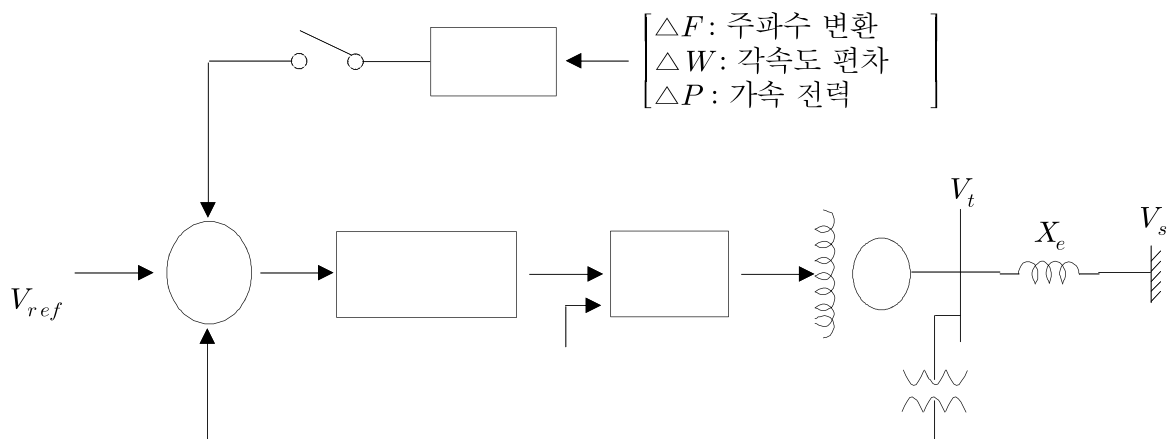 △F : 주파수 변환
△W : 각속도 편차
△P : 가속 전력
V_t
V_s
X_e
V_ref